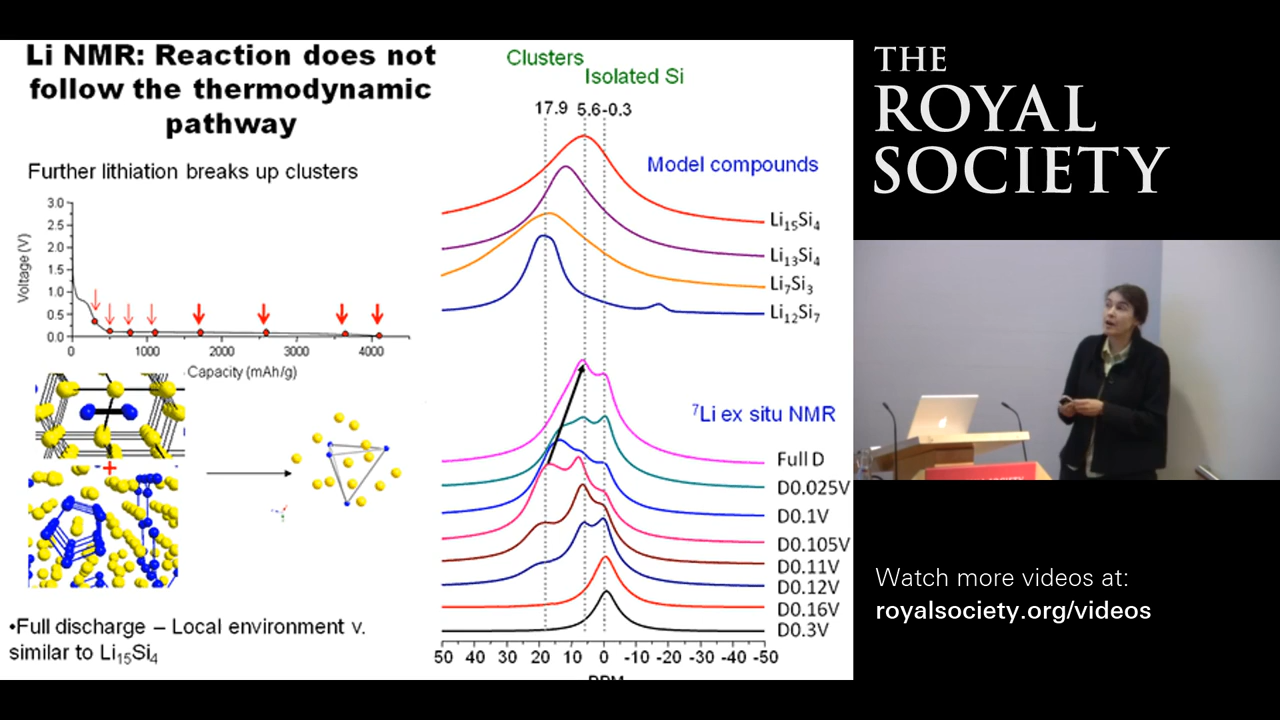 Li NMR: Reaction does not
follow the thermodynamic
pathway
Further lithiation breaks up clusters
3.0
2.5
2.0
1.5
1.0
0.5
0.0
Voltage (V)
0
1000
2000
3000
4000
Capacity (mAh/g)
+
•Full discharge – Local environment v.
similar to Li₁₅Si₄
Clusters
Isolated Si
17.9 5.6 -0.3
Model compounds
Li₁₅Si₄
Li₁₃Si₄
Li₇Si₃
Li₁₂Si₇
⁷Li ex situ NMR
Full D
D0.025V
D0.1V
D0.105V
D0.11V
D0.12V
D0.16V
D0.3V
50 40 30 20 10 0 -10 -20 -30 -40 -50
PPM
THE
ROYAL
SOCIETY
Watch more videos at:
royalsociety.org/videos